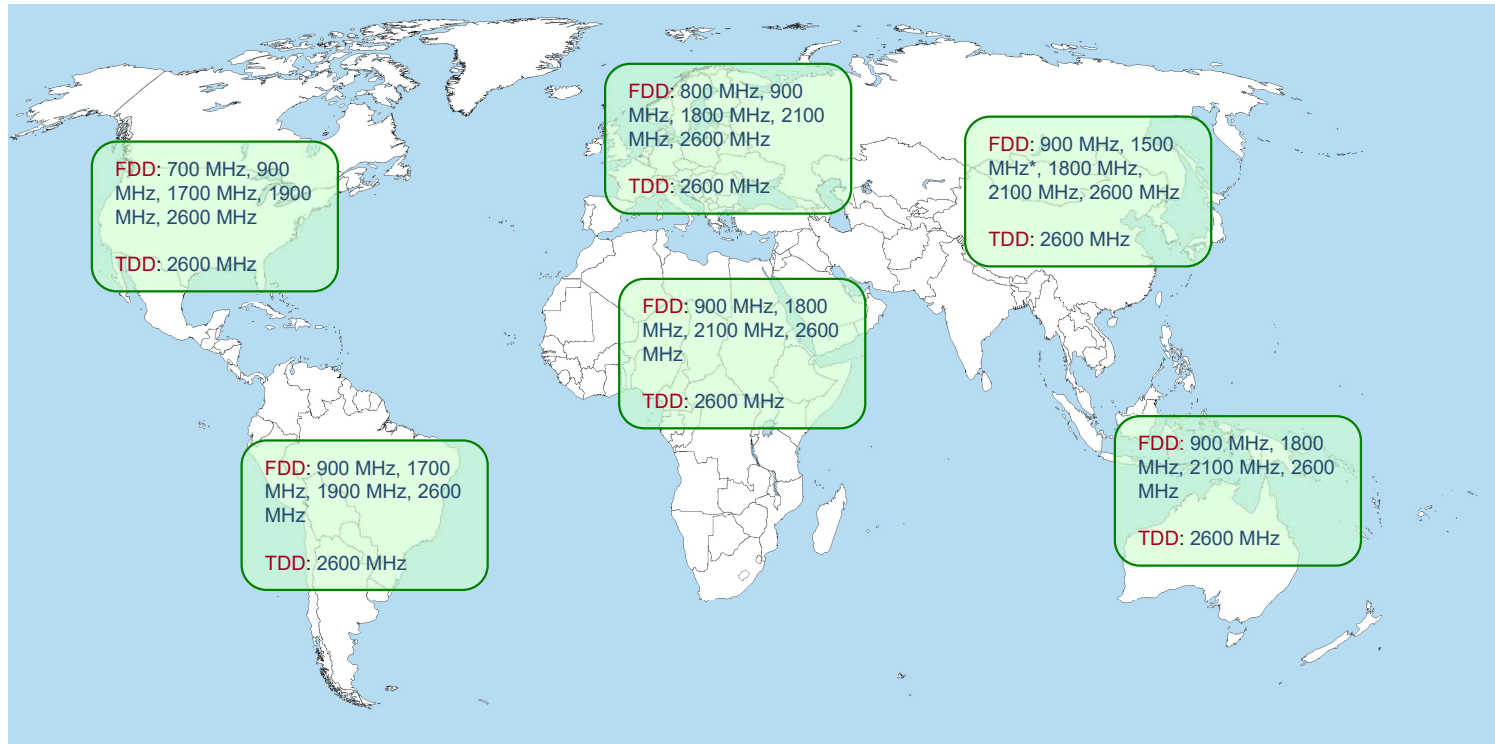 FDD: 800 MHz, 900
MHz, 1800 MHz, 2100
MHz, 2600 MHz
TDD: 2600 MHz
FDD: 900 MHz, 1500
MHz*, 1800 MHz,
2100 MHz, 2600 MHz
TDD: 2600 MHz
FDD: 700 MHz, 900
MHz, 1700 MHz, 1900
MHz, 2600 MHz
TDD: 2600 MHz
FDD: 900 MHz, 1800
MHz, 2100 MHz, 2600
MHz
TDD: 2600 MHz
FDD: 900 MHz, 1700
MHz, 1900 MHz, 2600
MHz
TDD: 2600 MHz
FDD: 900 MHz, 1800
MHz, 2100 MHz, 2600
MHz
TDD: 2600 MHz